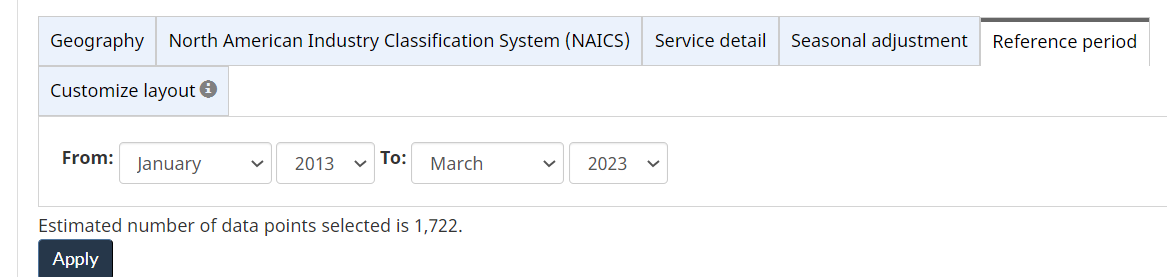 Geography North American Industry Classification System (NAICS) Service detail Seasonal adjustment Reference period
Customize layout
From: January 2013 To: March 2023
Estimated number of data points selected is 1,722.
Apply